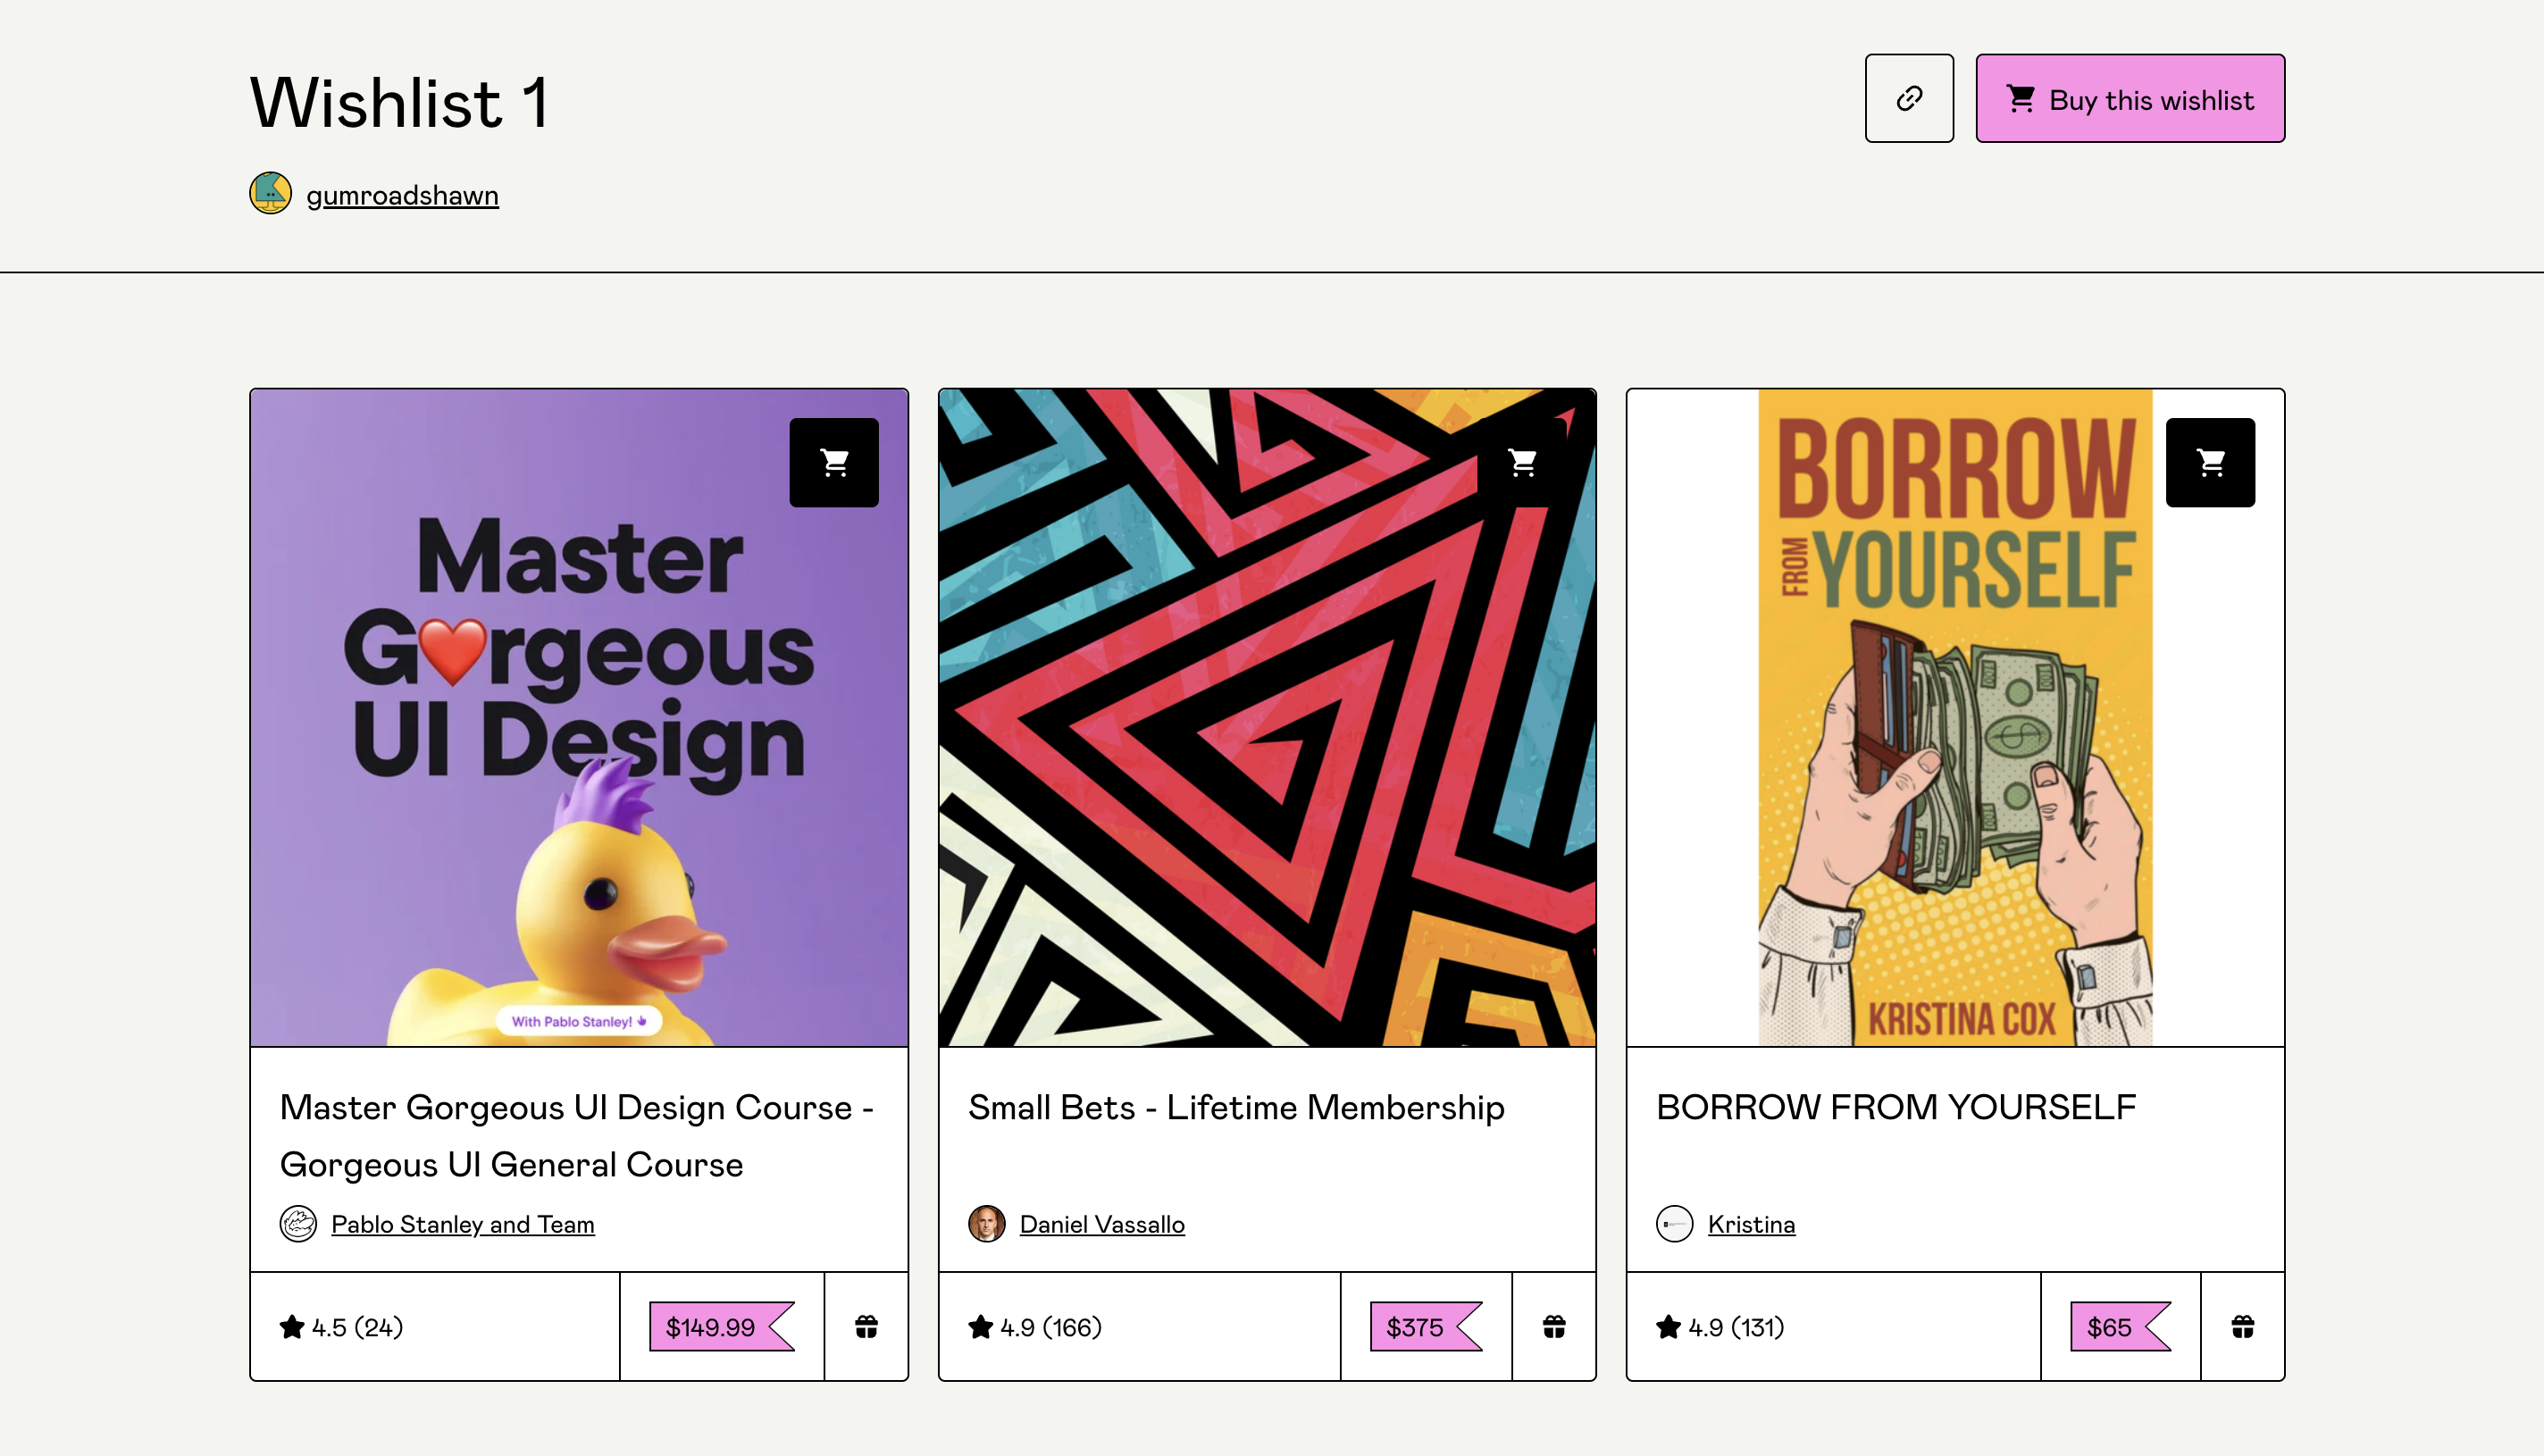 Wishlist 1
Buy this wishlist
gumroadshawn
Master
G❤️rgeous
UI Design
With Pablo Stanley!
Master Gorgeous UI Design Course -
Gorgeous UI General Course
Pablo Stanley and Team
4.5 (24)
$149.99
Small Bets - Lifetime Membership
Daniel Vassallo
4.9 (166)
$375
BORROW
FROM YOURSELF
KRISTINA COX
BORROW FROM YOURSELF
Kristina
4.9 (131)
$65